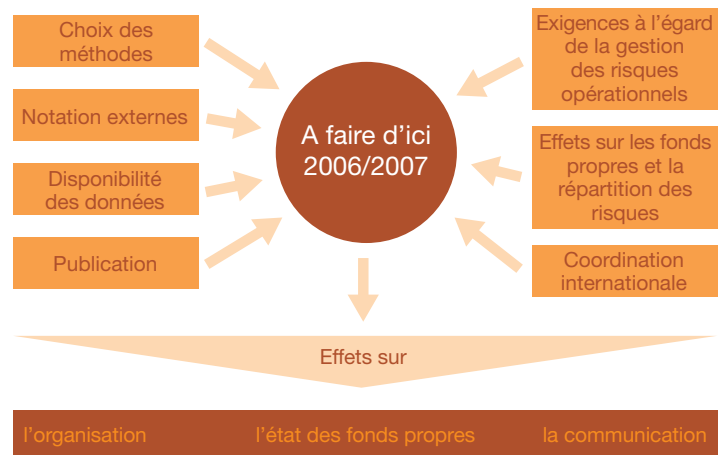 Choix des
méthodes
Notation externes
Disponibilité
des données
Publication
A faire d'ici
2006/2007
Exigences à l'égard
de la gestion
des risques
opérationnels
Effets sur les fonds
propres et la
répartition des
risques
Coordination
internationale
Effets sur
l'organisation l'état des fonds propres la communication